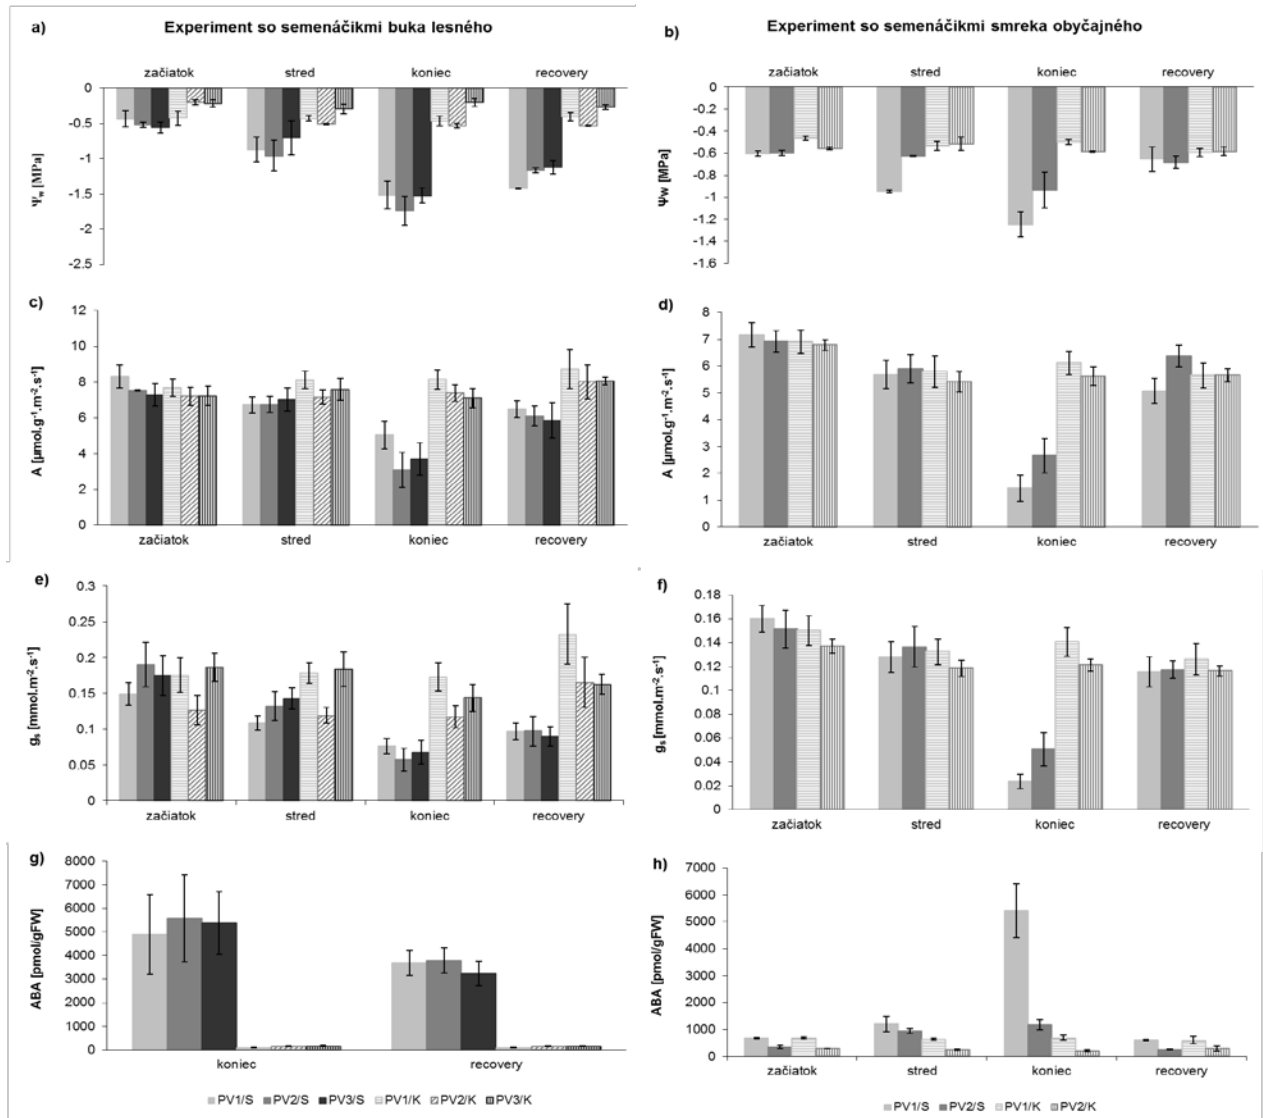 a) Experiment so semenáčikmi buka lesného
začiatok stred koniec recovery
0
-0.5
-1
-1.5
-2
-2.5
Ψw [MPa]
b) Experiment so semenáčikmi smreka obyčajného
začiatok stred koniec recovery
0
-0.2
-0.4
-0.6
-0.8
-1
-1.2
-1.4
-1.6
Ψw [MPa]
c)
12
10
8
6
4
2
0
A [µmol.g-1.m-2.s-1]
začiatok stred koniec recovery
d)
8
7
6
5
4
3
2
1
0
A [µmol.g-1.m-2.s-1]
začiatok stred koniec recovery
e)
0.3
0.25
0.2
0.15
0.1
0.05
0
gs [mmol.m-2.s-1]
začiatok stred koniec recovery
f)
0.18
0.16
0.14
0.12
0.1
0.08
0.06
0.04
0.02
0
gs [mmol.m-2.s-1]
začiatok stred koniec recovery
g)
8000
7000
6000
5000
4000
3000
2000
1000
0
ABA [pmol/gFW]
koniec recovery
PV1/S PV2/S PV3/S PV1/K PV2/K PV3/K
h)
7000
6000
5000
4000
3000
2000
1000
0
ABA [pmol/gFW]
začiatok stred koniec recovery
PV1/S PV2/S PV1/K PV2/K